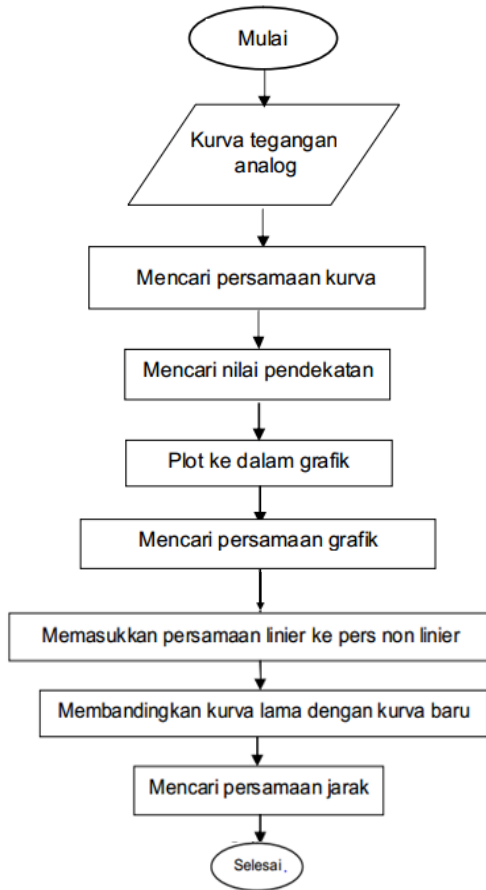 Mulai
Kurva tegangan
analog
Mencari persamaan kurva
Mencari nilai pendekatan
Plot ke dalam grafik
Mencari persamaan grafik
Memasukkan persamaan linier ke pers non linier
Membandingkan kurva lama dengan kurva baru
Mencari persamaan jarak
Selesai .